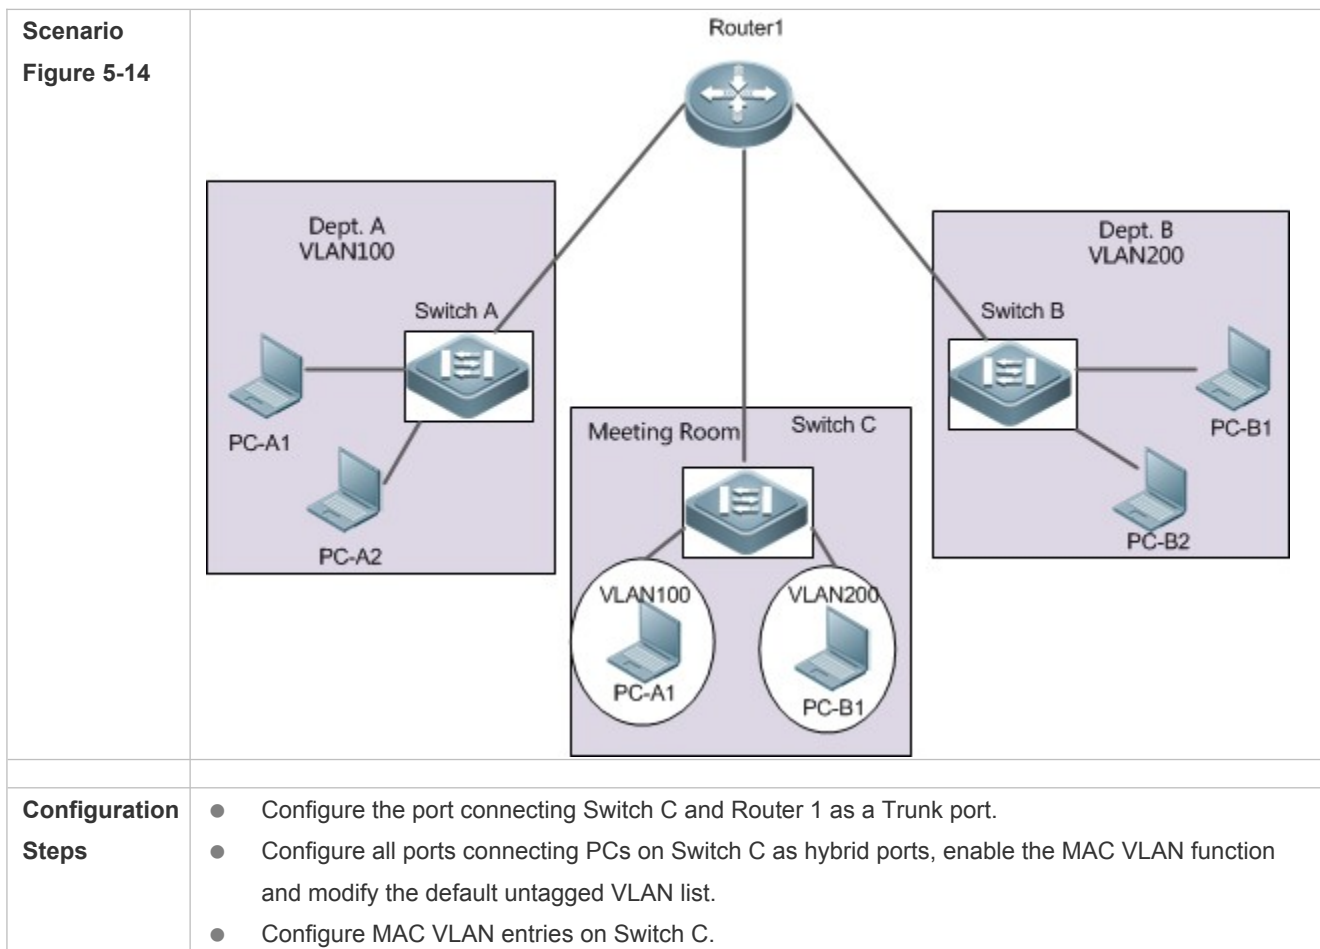 Scenario
Figure 5-14
Router1
Dept. A
VLAN100
Switch A
PC-A1
PC-A2
Meeting Room
Switch C
VLAN100
PC-A1
VLAN200
PC-B1
Dept. B
VLAN200
Switch B
PC-B1
PC-B2
Configuration
Steps
● Configure the port connecting Switch C and Router 1 as a Trunk port.
● Configure all ports connecting PCs on Switch C as hybrid ports, enable the MAC VLAN function
and modify the default untagged VLAN list.
● Configure MAC VLAN entries on Switch C.